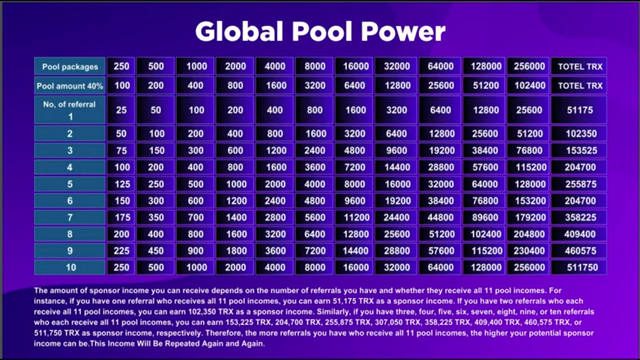 Global Pool Power
Pool packages 250 500 1000 2000 4000 8000 16000 32000 64000 128000 256000 TOTEL TRX
Pool amount 40% 100 200 400 800 1600 3200 6400 12800 25600 51200 102400 TOTEL TRX
No, of referral
1 25 50 100 200 400 800 1600 3200 6400 12800 25600 51175
2 50 100 200 400 800 1600 3200 6400 12800 25600 51200 102350
3 75 150 300 600 1200 2400 4800 9600 19200 38400 76800 153525
4 100 200 400 800 1600 3600 7200 14400 28800 57600 115200 204700
5 125 250 500 1000 2000 4000 8000 16000 32000 64000 128000 255875
6 150 300 600 1200 2400 4800 9600 19200 38400 76800 153200 204700
7 175 350 700 1400 2800 5600 11200 24400 44800 89600 179200 358225
8 200 400 800 1600 3200 6400 12800 25600 51200 102400 204800 409400
9 225 450 900 1800 3600 7200 14400 28800 57600 115200 230400 460575
10 250 500 1000 2000 4000 8000 16000 32000 64000 128000 256000 511750
The amount of sponsor income you can receive depends on the number of referrals you have and whether they receive all 11 pool incomes. For
instance, if you have one referral who receives all 11 pool incomes, you can earn 51,175 TRX as a sponsor income. If you have two referrals who each
receive all 11 pool incomes, you can earn 102,350 TRX as a sponsor income. Similarly, if you have three, four, five, six, seven, eight, nine, or ten referrals
who each receive all 11 pool incomes, you can earn 153,225 TRX, 204,700 TRX, 255,875 TRX, 307,050 TRX, 358,225 TRX, 409,400 TRX, 460,575 TRX, or
511,750 TRX as sponsor income, respectively. Therefore, the more referrals you have who receive all 11 pool incomes, the higher your potential sponsor
income can be.This Income Will Be Repeated Again and Again.